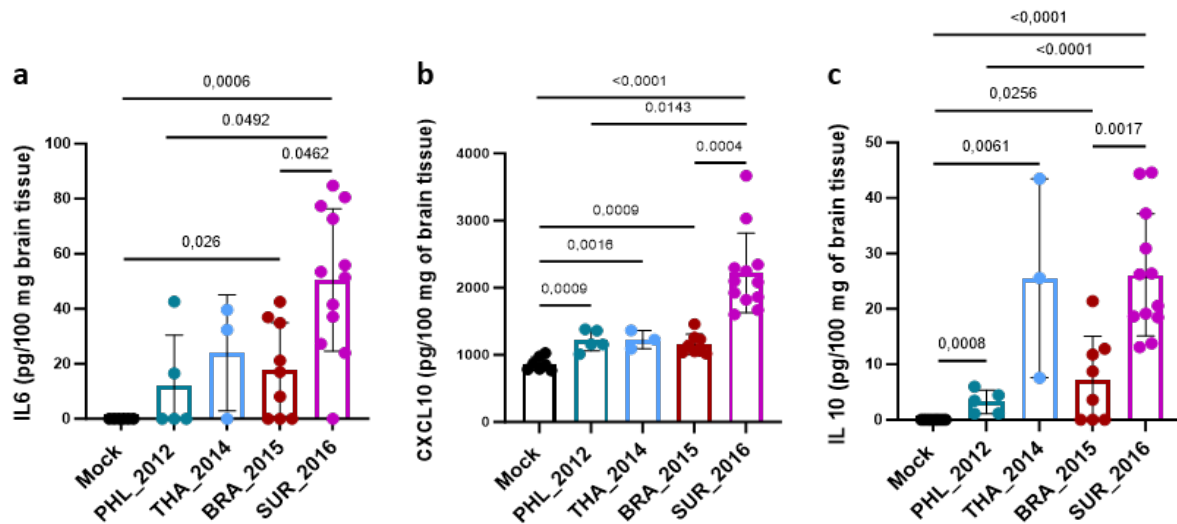 a
0,0006
0.0492
0.0462
0,026
IL6 (pg/100 mg brain tissue)
100
80
60
40
20
0
Mock
PHL_2012
THA_2014
BRA_2015
SUR_2016
b
<0,0001
0.0143
0.0004
0,0009
0,0016
0,0009
CXCL10 (pg/100 mg of brain tissue)
4000
3000
2000
1000
0
Mock
PHL_2012
THA_2014
BRA_2015
SUR_2016
c
<0,0001
<0.0001
0,0256
0,0061
0.0017
0,0008
IL 10 (pg/100 mg of brain tissue)
50
40
30
20
10
0
Mock
PHL_2012
THA_2014
BRA_2015
SUR_2016